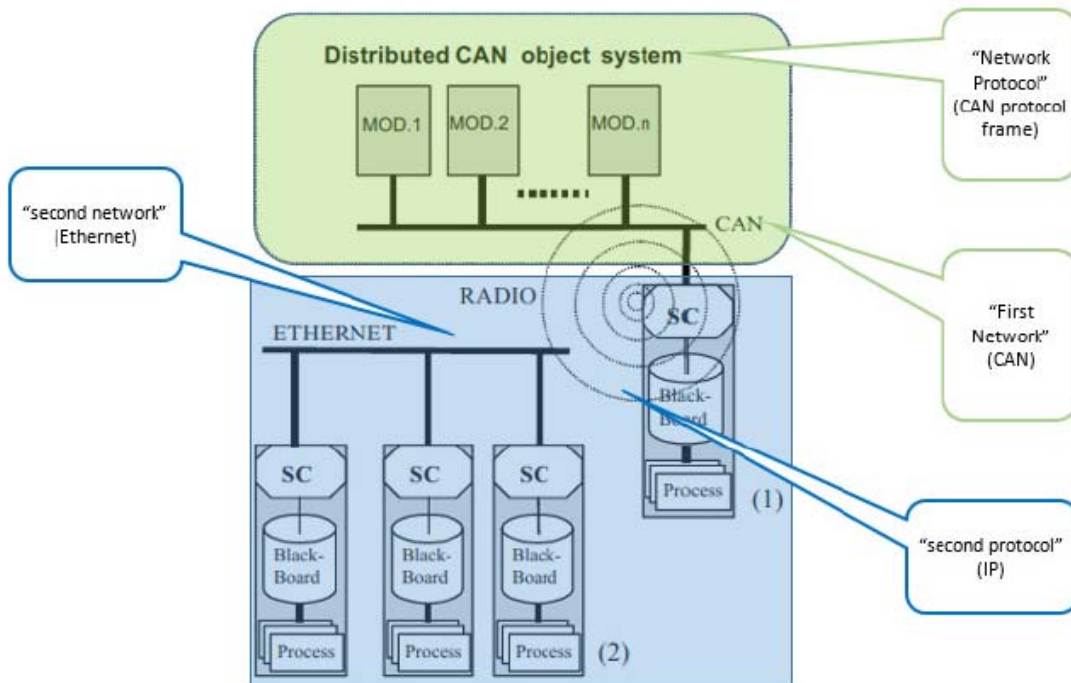 Distributed CAN object system
MOD.1
MOD.2
MOD.n
CAN
"Network
Protocol"
(CAN protocol
frame)
"second network"
(Ethernet)
RADIO
ETHERNET
SC
Black-
Board
Process
(1)
"First
Network"
(CAN)
SC
SC
SC
Black-
Board
Black-
Board
Black-
Board
Process
Process
Process
(2)
"second protocol"
(IP)